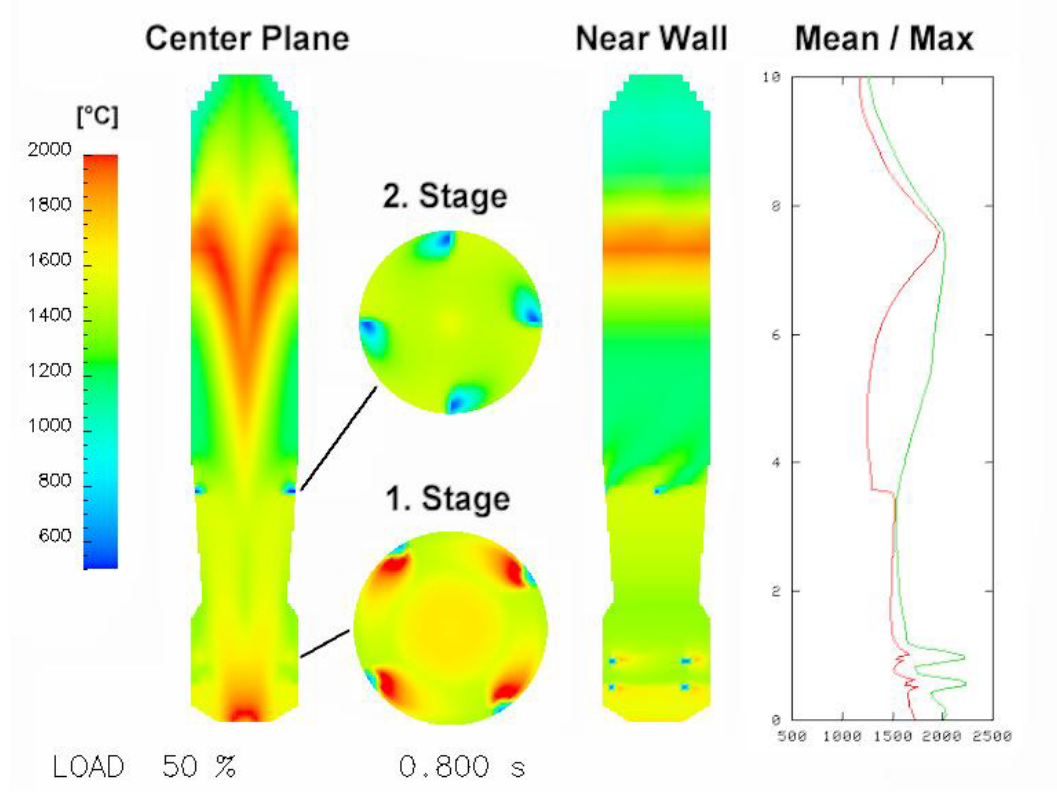 Center Plane
Near Wall
Mean / Max
[°C]
2000
1800
1600
1400
1200
1000
800
600
2. Stage
1. Stage
10
8
6
4
2
0
500 1000 1500 2000 2500
LOAD 50 % 0.800 s